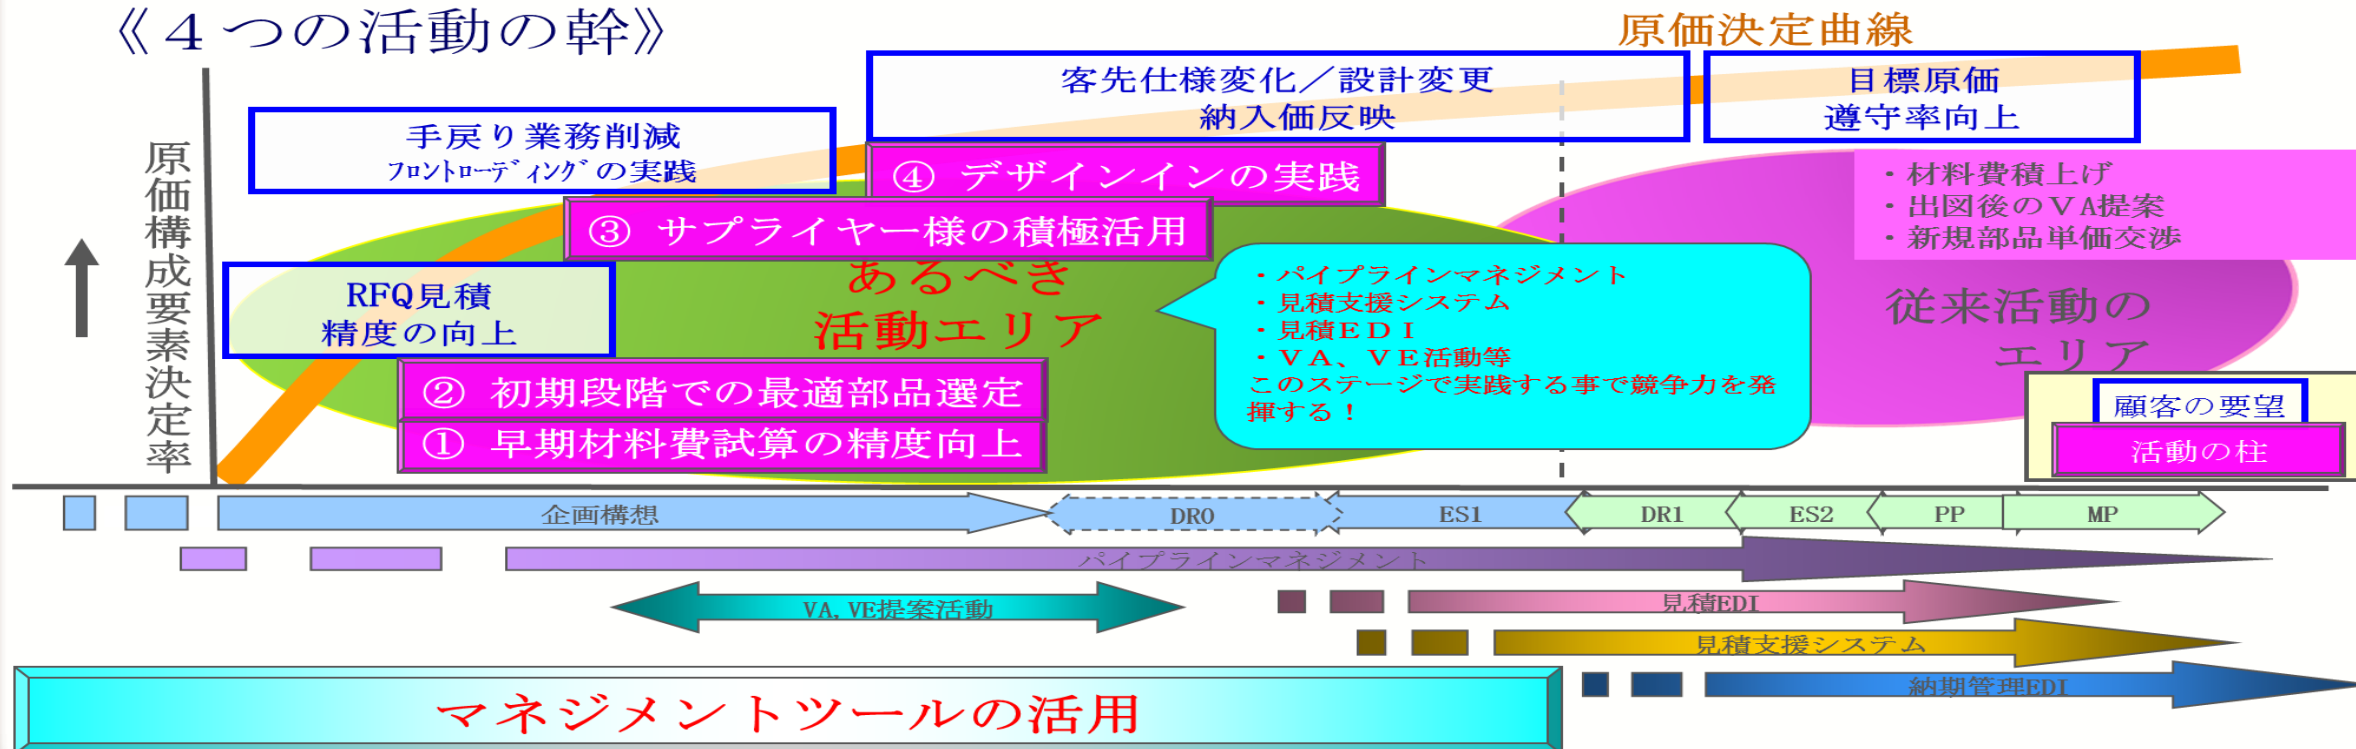 《４つの活動の幹》
原価決定曲線
客先仕様変化／設計変更
納入価反映
目標原価
遵守率向上
手戻り業務削減
ﾌﾛﾝﾄﾛｰﾃﾞｨﾝｸﾞの実践
④ デザインインの実践
・材料費積上げ
・出図後のＶA提案
・新規部品単価交渉
③ サプライヤー様の積極活用
原価構成要素決定率
RFQ見積
精度の向上
あるべき
活動エリア
・パイプラインマネジメント
・見積支援システム
・見積ＥＤＩ
・ＶＡ、ＶＥ活動等
このステージで実践する事で競争力を発
揮する！
従来活動の
エリア
② 初期段階での最適部品選定
① 早期材料費試算の精度向上
顧客の要望
活動の柱
企画構想
DR0
ES1
DR1
ES2
PP
MP
パイプラインマネジメント
VA,VE提案活動
見積EDI
見積支援システム
納期管理EDI
マネジメントツールの活用